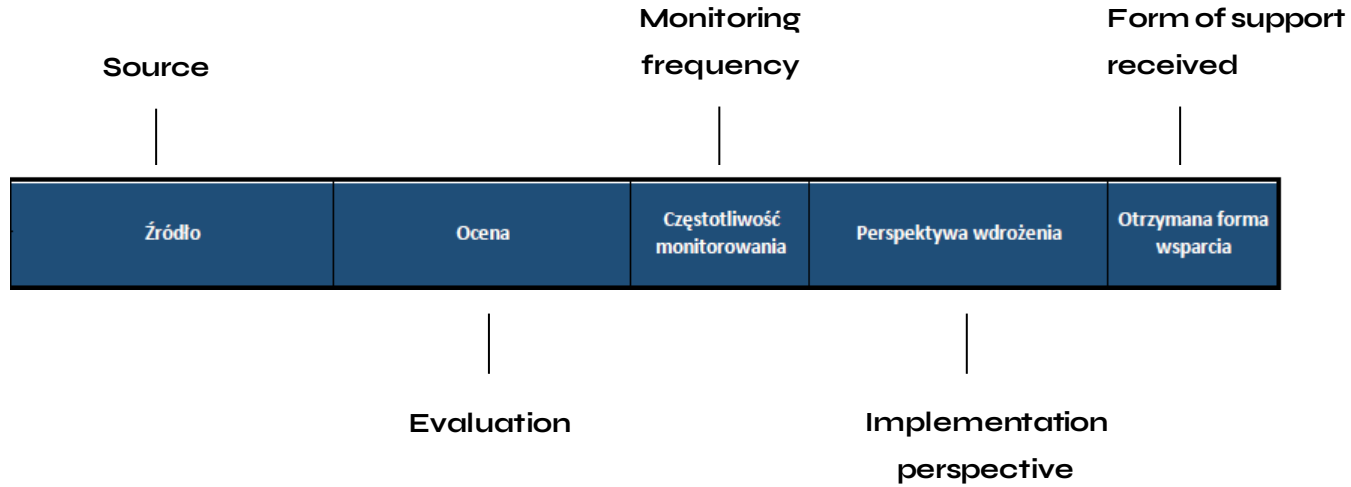 Monitoring
frequency
Form of support
received
Source
Źródło
Ocena
Częstotliwość
monitorowania
Perspektywa wdrożenia
Otrzymana forma
wsparcia
Evaluation
Implementation
perspective